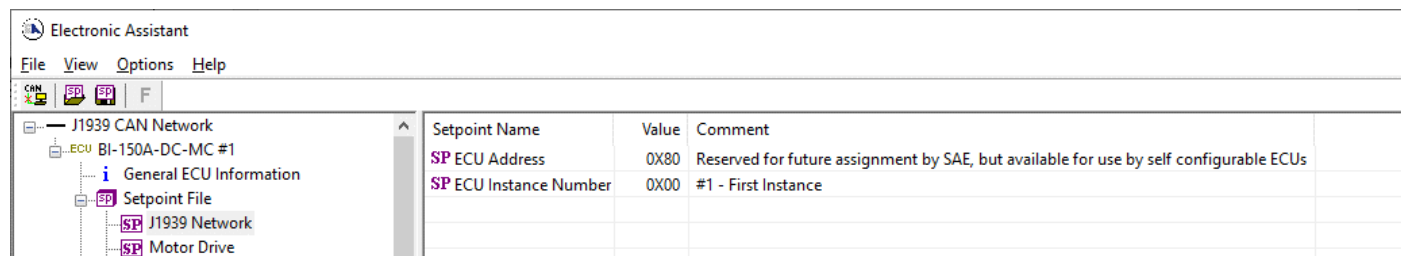 Electronic Assistant
File View Options Help
CAN SP SP F
J1939 CAN Network
ECU BI-150A-DC-MC #1
i General ECU Information
SP Setpoint File
SP J1939 Network
SP Motor Drive
Setpoint Name Value Comment
SP ECU Address 0X80 Reserved for future assignment by SAE, but available for use by self configurable ECUs
SP ECU Instance Number 0X00 #1 - First Instance